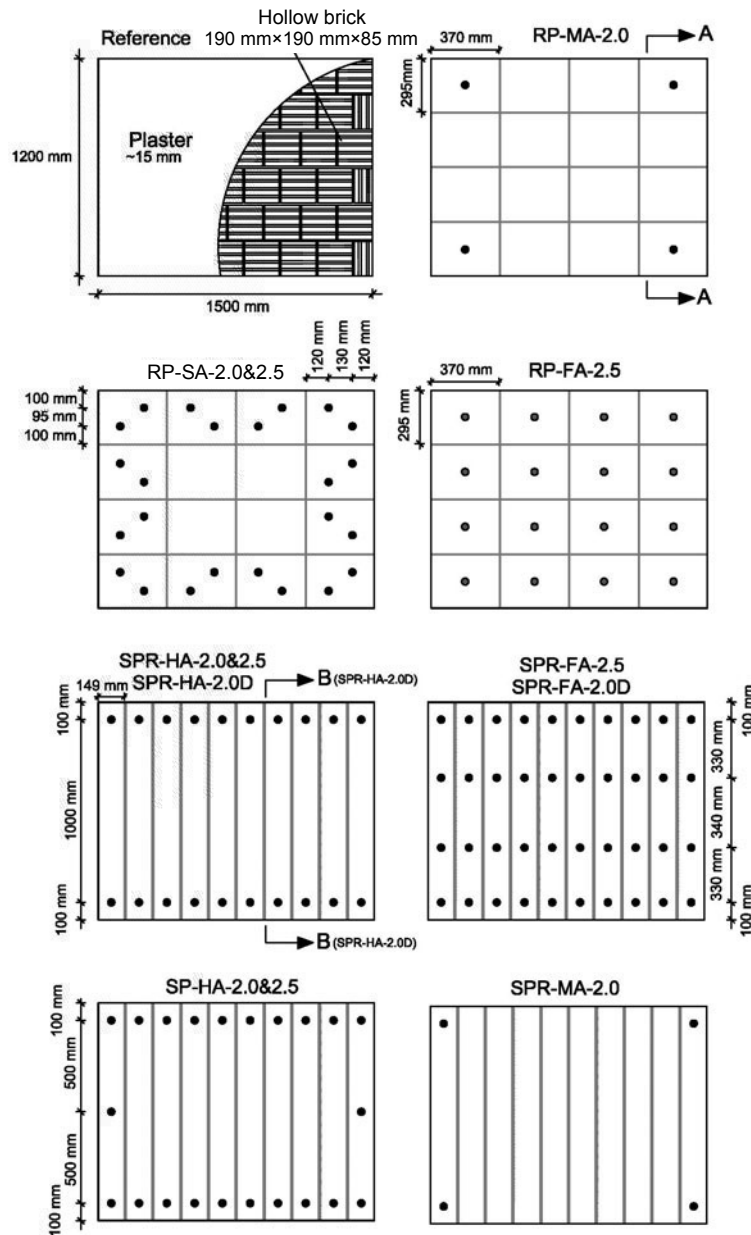 Reference
Hollow brick
190 mm×190 mm×85 mm
Plaster
~15 mm
1200 mm
1500 mm
RP-MA-2.0
370 mm
295mm
A
A
RP-SA-2.0&2.5
120 mm
130 mm
120 mm
100 mm
95 mm
100 mm
RP-FA-2.5
370 mm
295 mm
SPR-HA-2.0&2.5
SPR-HA-2.0D
149 mm
100 mm
1000 mm
100 mm
B (SPR-HA-2.0D)
B (SPR-HA-2.0D)
SPR-FA-2.5
SPR-FA-2.0D
100 mm
330 mm
340 mm
330 mm
100 mm
SP-HA-2.0&2.5
100 mm
500 mm
500 mm
100 mm
SPR-MA-2.0